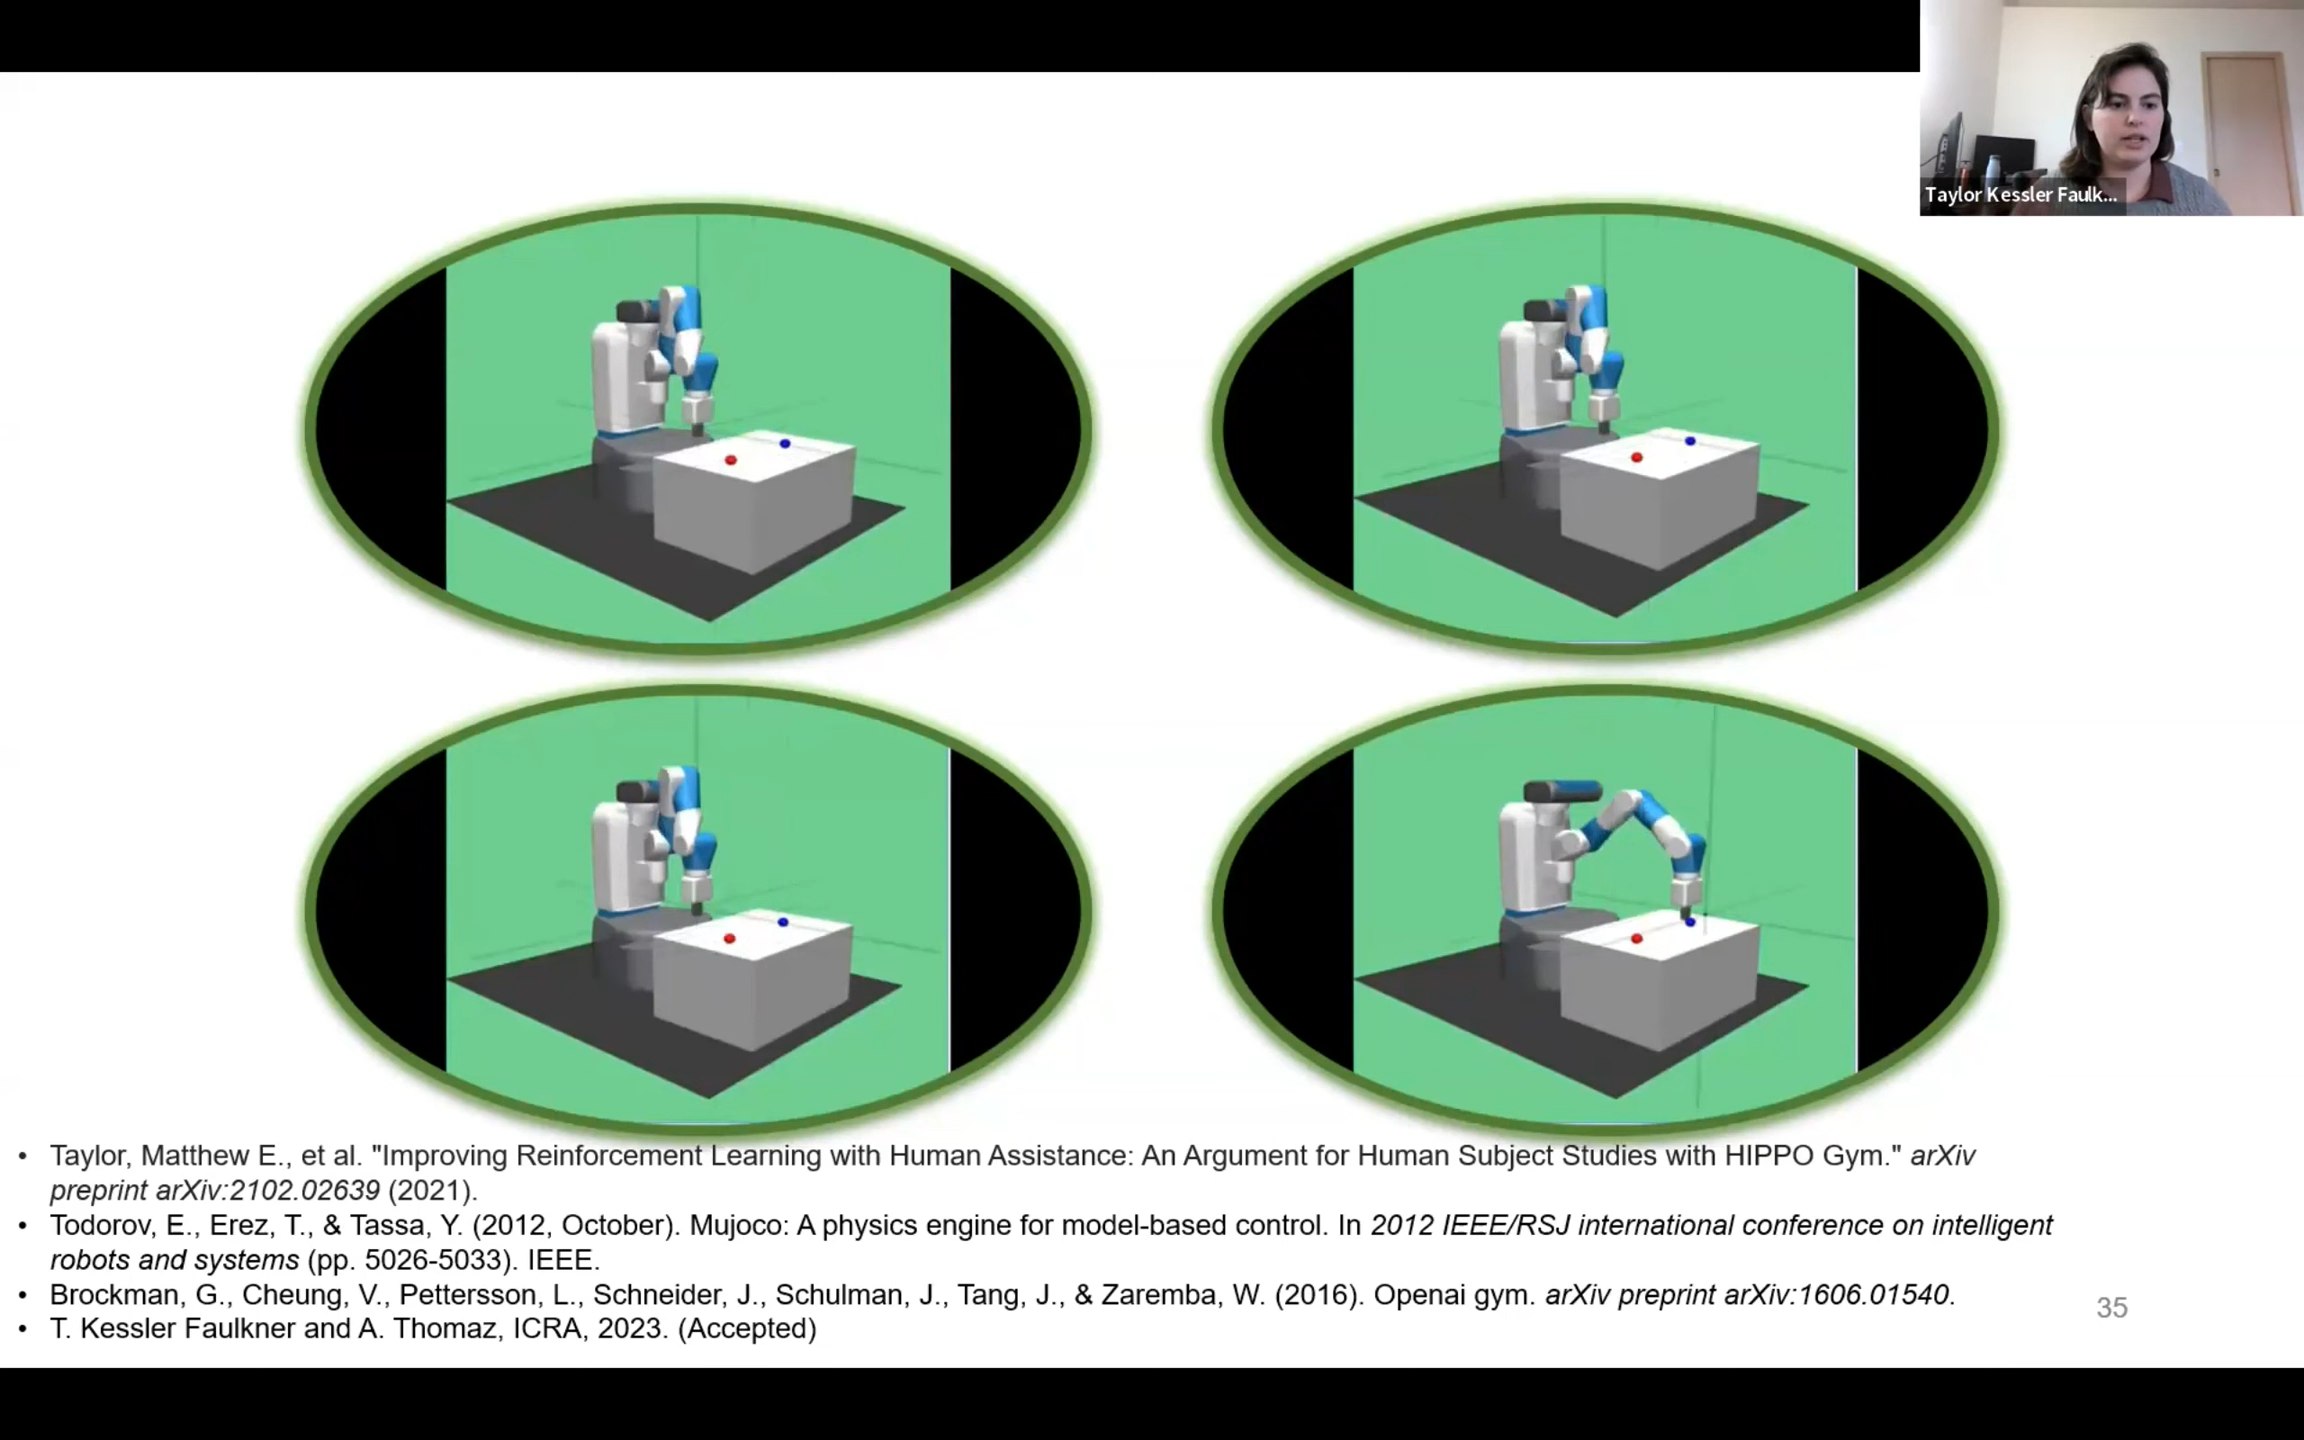 Taylor Kessler Faulk...
• Taylor, Matthew E., et al. "Improving Reinforcement Learning with Human Assistance: An Argument for Human Subject Studies with HIPPO Gym." arXiv
preprint arXiv:2102.02639 (2021).
• Todorov, E., Erez, T., & Tassa, Y. (2012, October). Mujoco: A physics engine for model-based control. In 2012 IEEE/RSJ international conference on intelligent
robots and systems (pp. 5026-5033). IEEE.
• Brockman, G., Cheung, V., Pettersson, L., Schneider, J., Schulman, J., Tang, J., & Zaremba, W. (2016). Openai gym. arXiv preprint arXiv:1606.01540.
• T. Kessler Faulkner and A. Thomaz, ICRA, 2023. (Accepted)
35